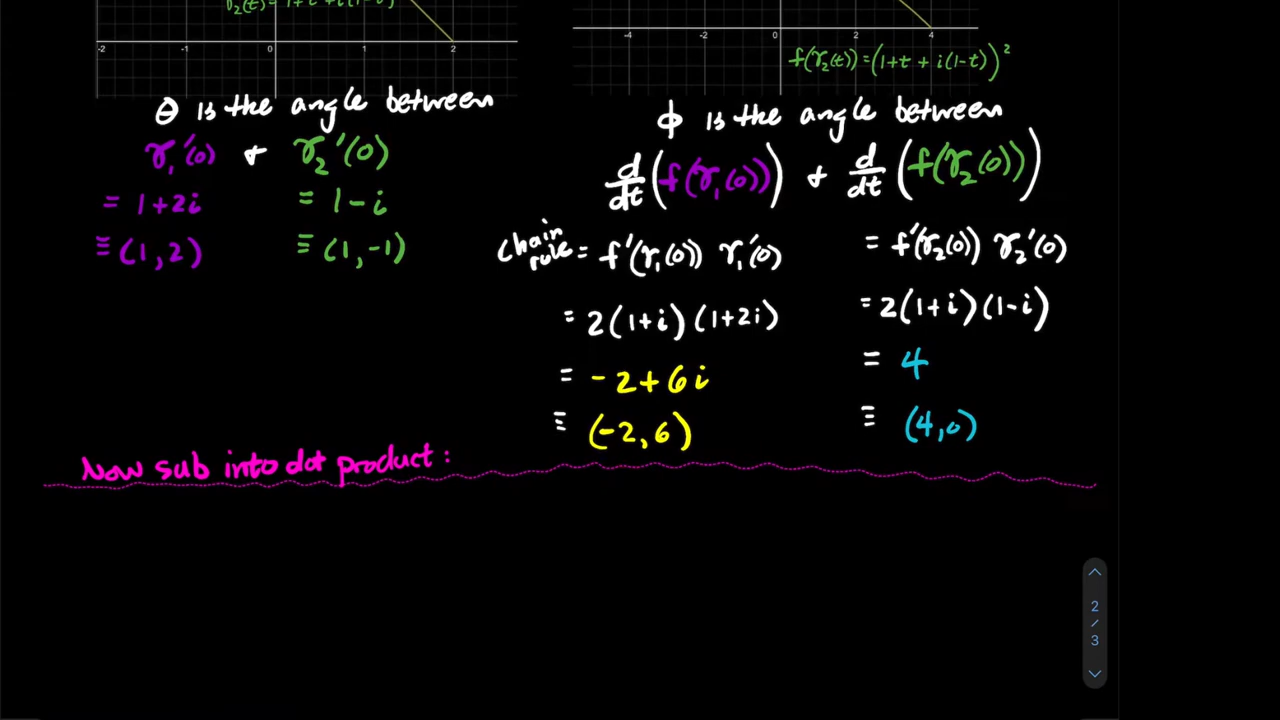 -2 -1 0 1 2
-4 -2 0 2 4
f(γ₂(t)) = (1+t + i(1-t))²
θ is the angle between
γ₁'(0) + γ₂'(0)
= 1+2i = 1-i
≡ (1,2) ≡ (1,-1)
ϕ is the angle between
d/dt (f(γ₁(0))) + d/dt (f(γ₂(0)))
chain rule = f'(γ₁(0)) γ₁'(0) = f'(γ₂(0)) γ₂'(0)
= 2(1+i)(1+2i) = 2(1+i)(1-i)
= -2+6i = 4
≡ (-2,6) ≡ (4,0)
Now sub into dot product:
2
/
3